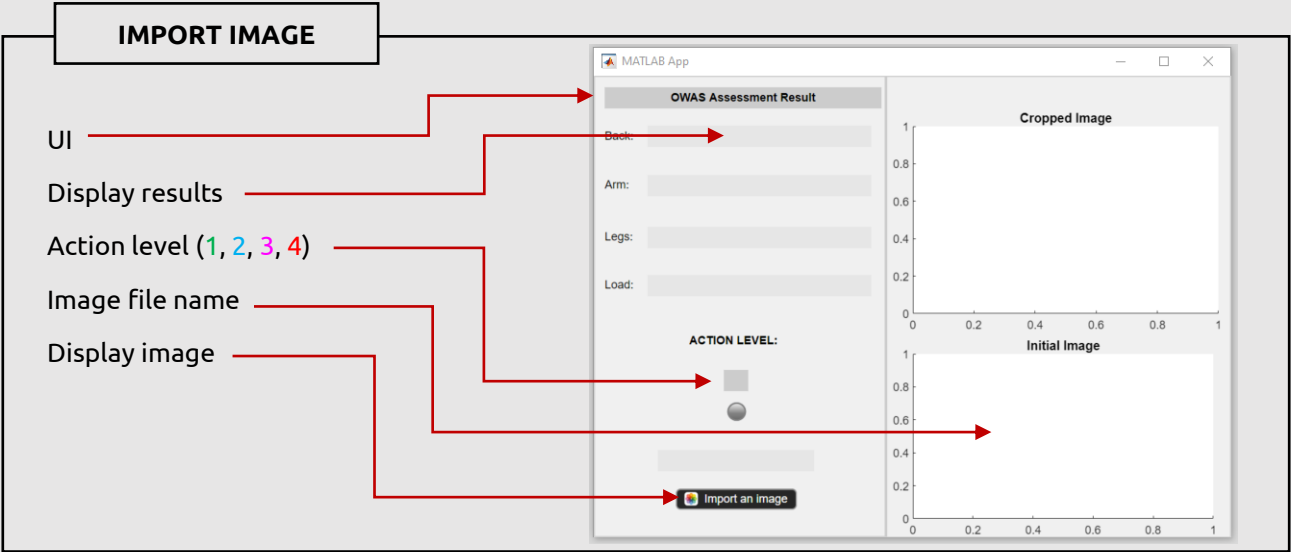 IMPORT IMAGE
UI
Display results
Action level (1, 2, 3, 4)
Image file name
Display image
MATLAB App
OWAS Assessment Result
Back:
Arm:
Legs:
Load:
ACTION LEVEL:
Import an image
Cropped Image
1
0.8
0.6
0.4
0.2
0
0 0.2 0.4 0.6 0.8 1
Initial Image
1
0.8
0.6
0.4
0.2
0
0 0.2 0.4 0.6 0.8 1